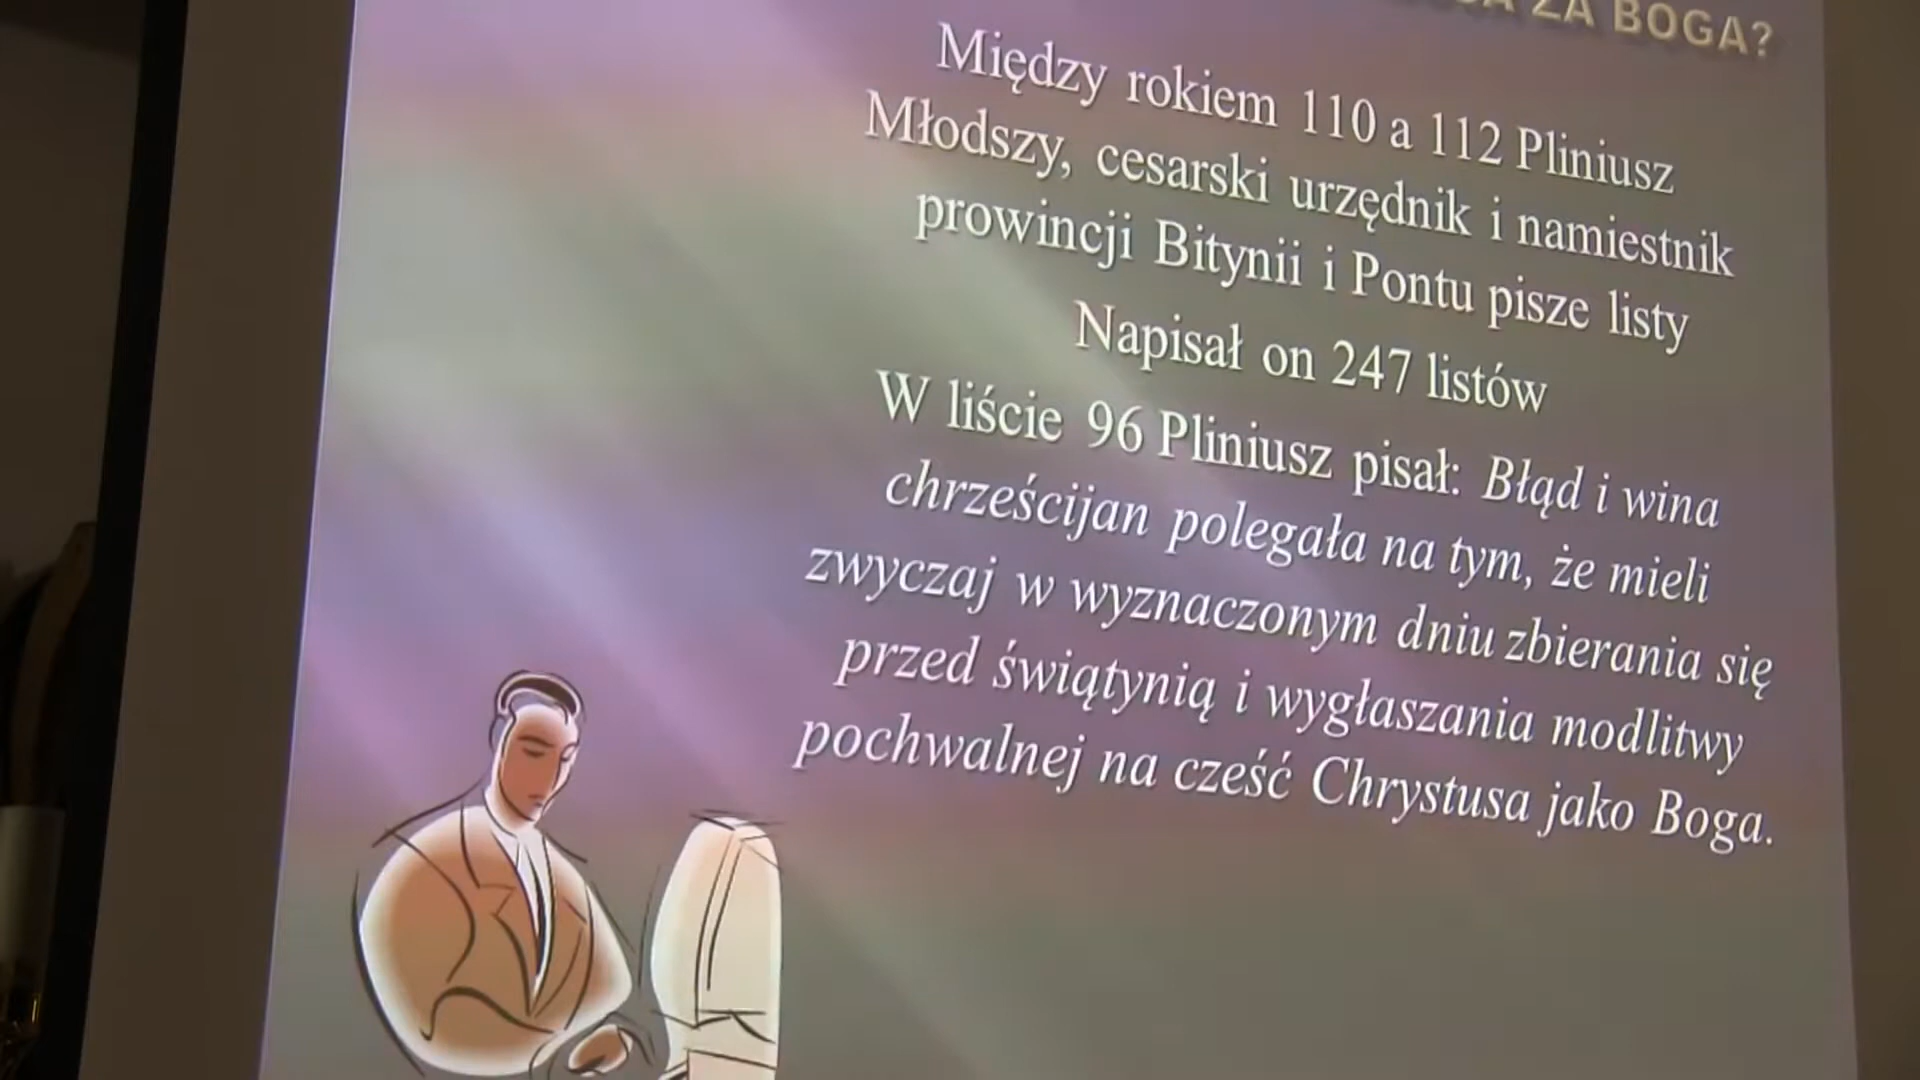 ZA BOGA?
Między rokiem 110 a 112 Pliniusz
Młodszy, cesarski urzędnik i namiestnik
prowincji Bitynii i Pontu pisze listy
Napisał on 247 listów
W liście 96 Pliniusz pisał: Błąd i wina
chrześcijan polegała na tym, że mieli
zwyczaj w wyznaczonym dniu zbierania się
przed świątynią i wygłaszania modlitwy
pochwalnej na cześć Chrystusa jako Boga.